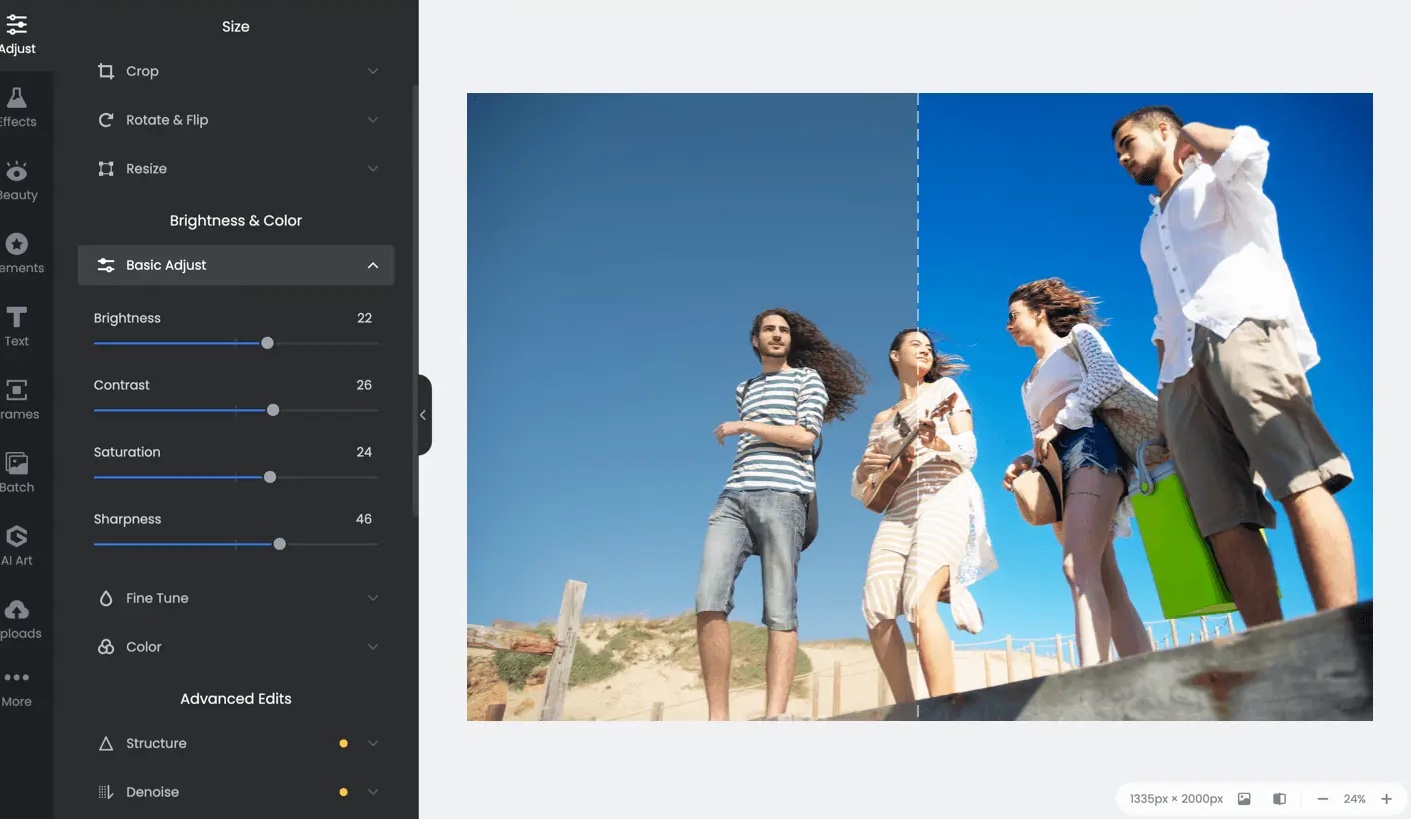 Adjust
Effects
Beauty
ements
Text
rames
Batch
AI Art
ploads
More
Size
Crop
Rotate & Flip
Resize
Brightness & Color
Basic Adjust
Brightness 22
Contrast 26
Saturation 24
Sharpness 46
Fine Tune
Color
Advanced Edits
Structure
Denoise
1335px × 2000px
24%